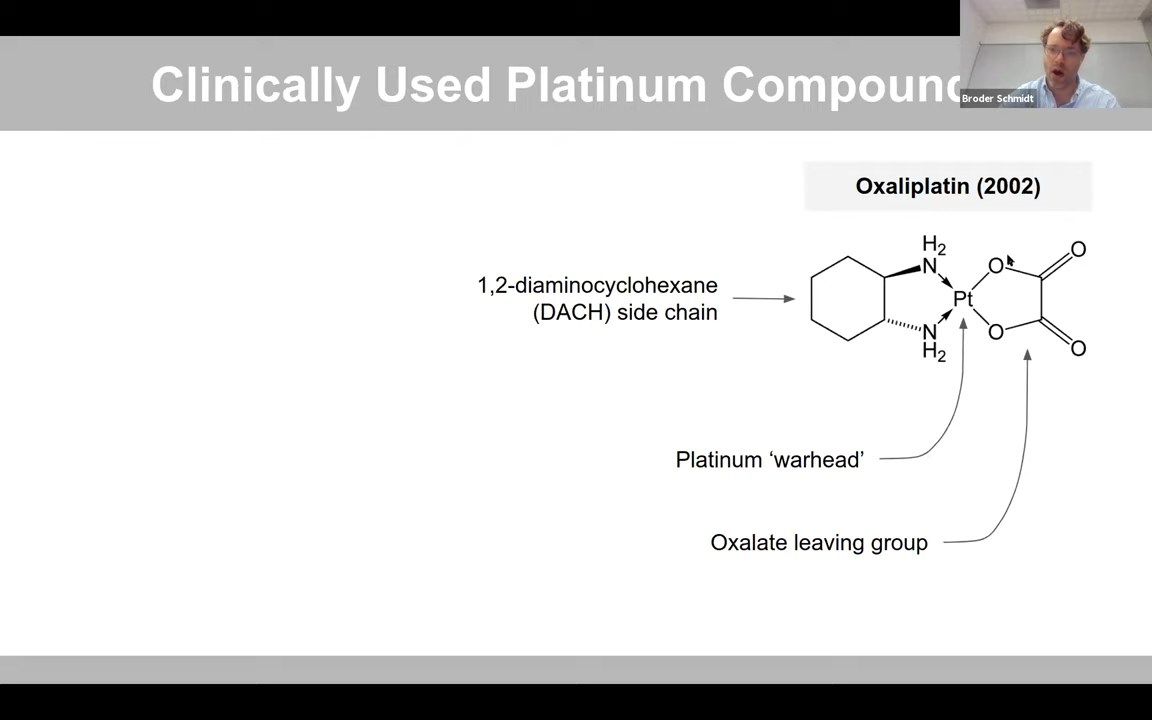 Clinically Used Platinum Compoun
Broder Schmidt
Oxaliplatin (2002)
1,2-diaminocyclohexane
(DACH) side chain
H2
N
O
O
Pt
N
H2
O
O
Platinum ‘warhead’
Oxalate leaving group